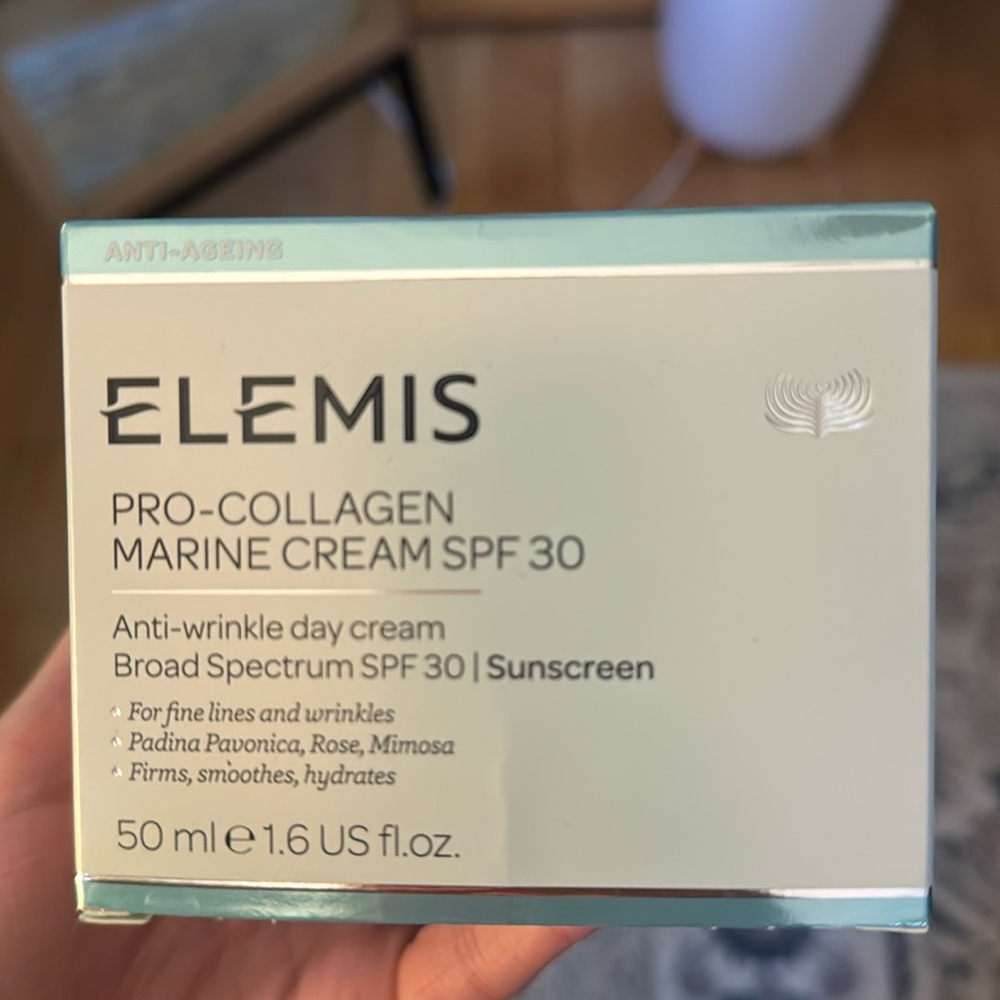 ANTI-AGEING
ELEMIS
PRO-COLLAGEN
MARINE CREAM SPF 30
Anti-wrinkle day cream
Broad Spectrum SPF 30 | Sunscreen
For fine lines and wrinkles
Padina Pavonica, Rose, Mimosa
Firms, smoothes, hydrates
50 ml ℮ 1.6 US fl.oz.